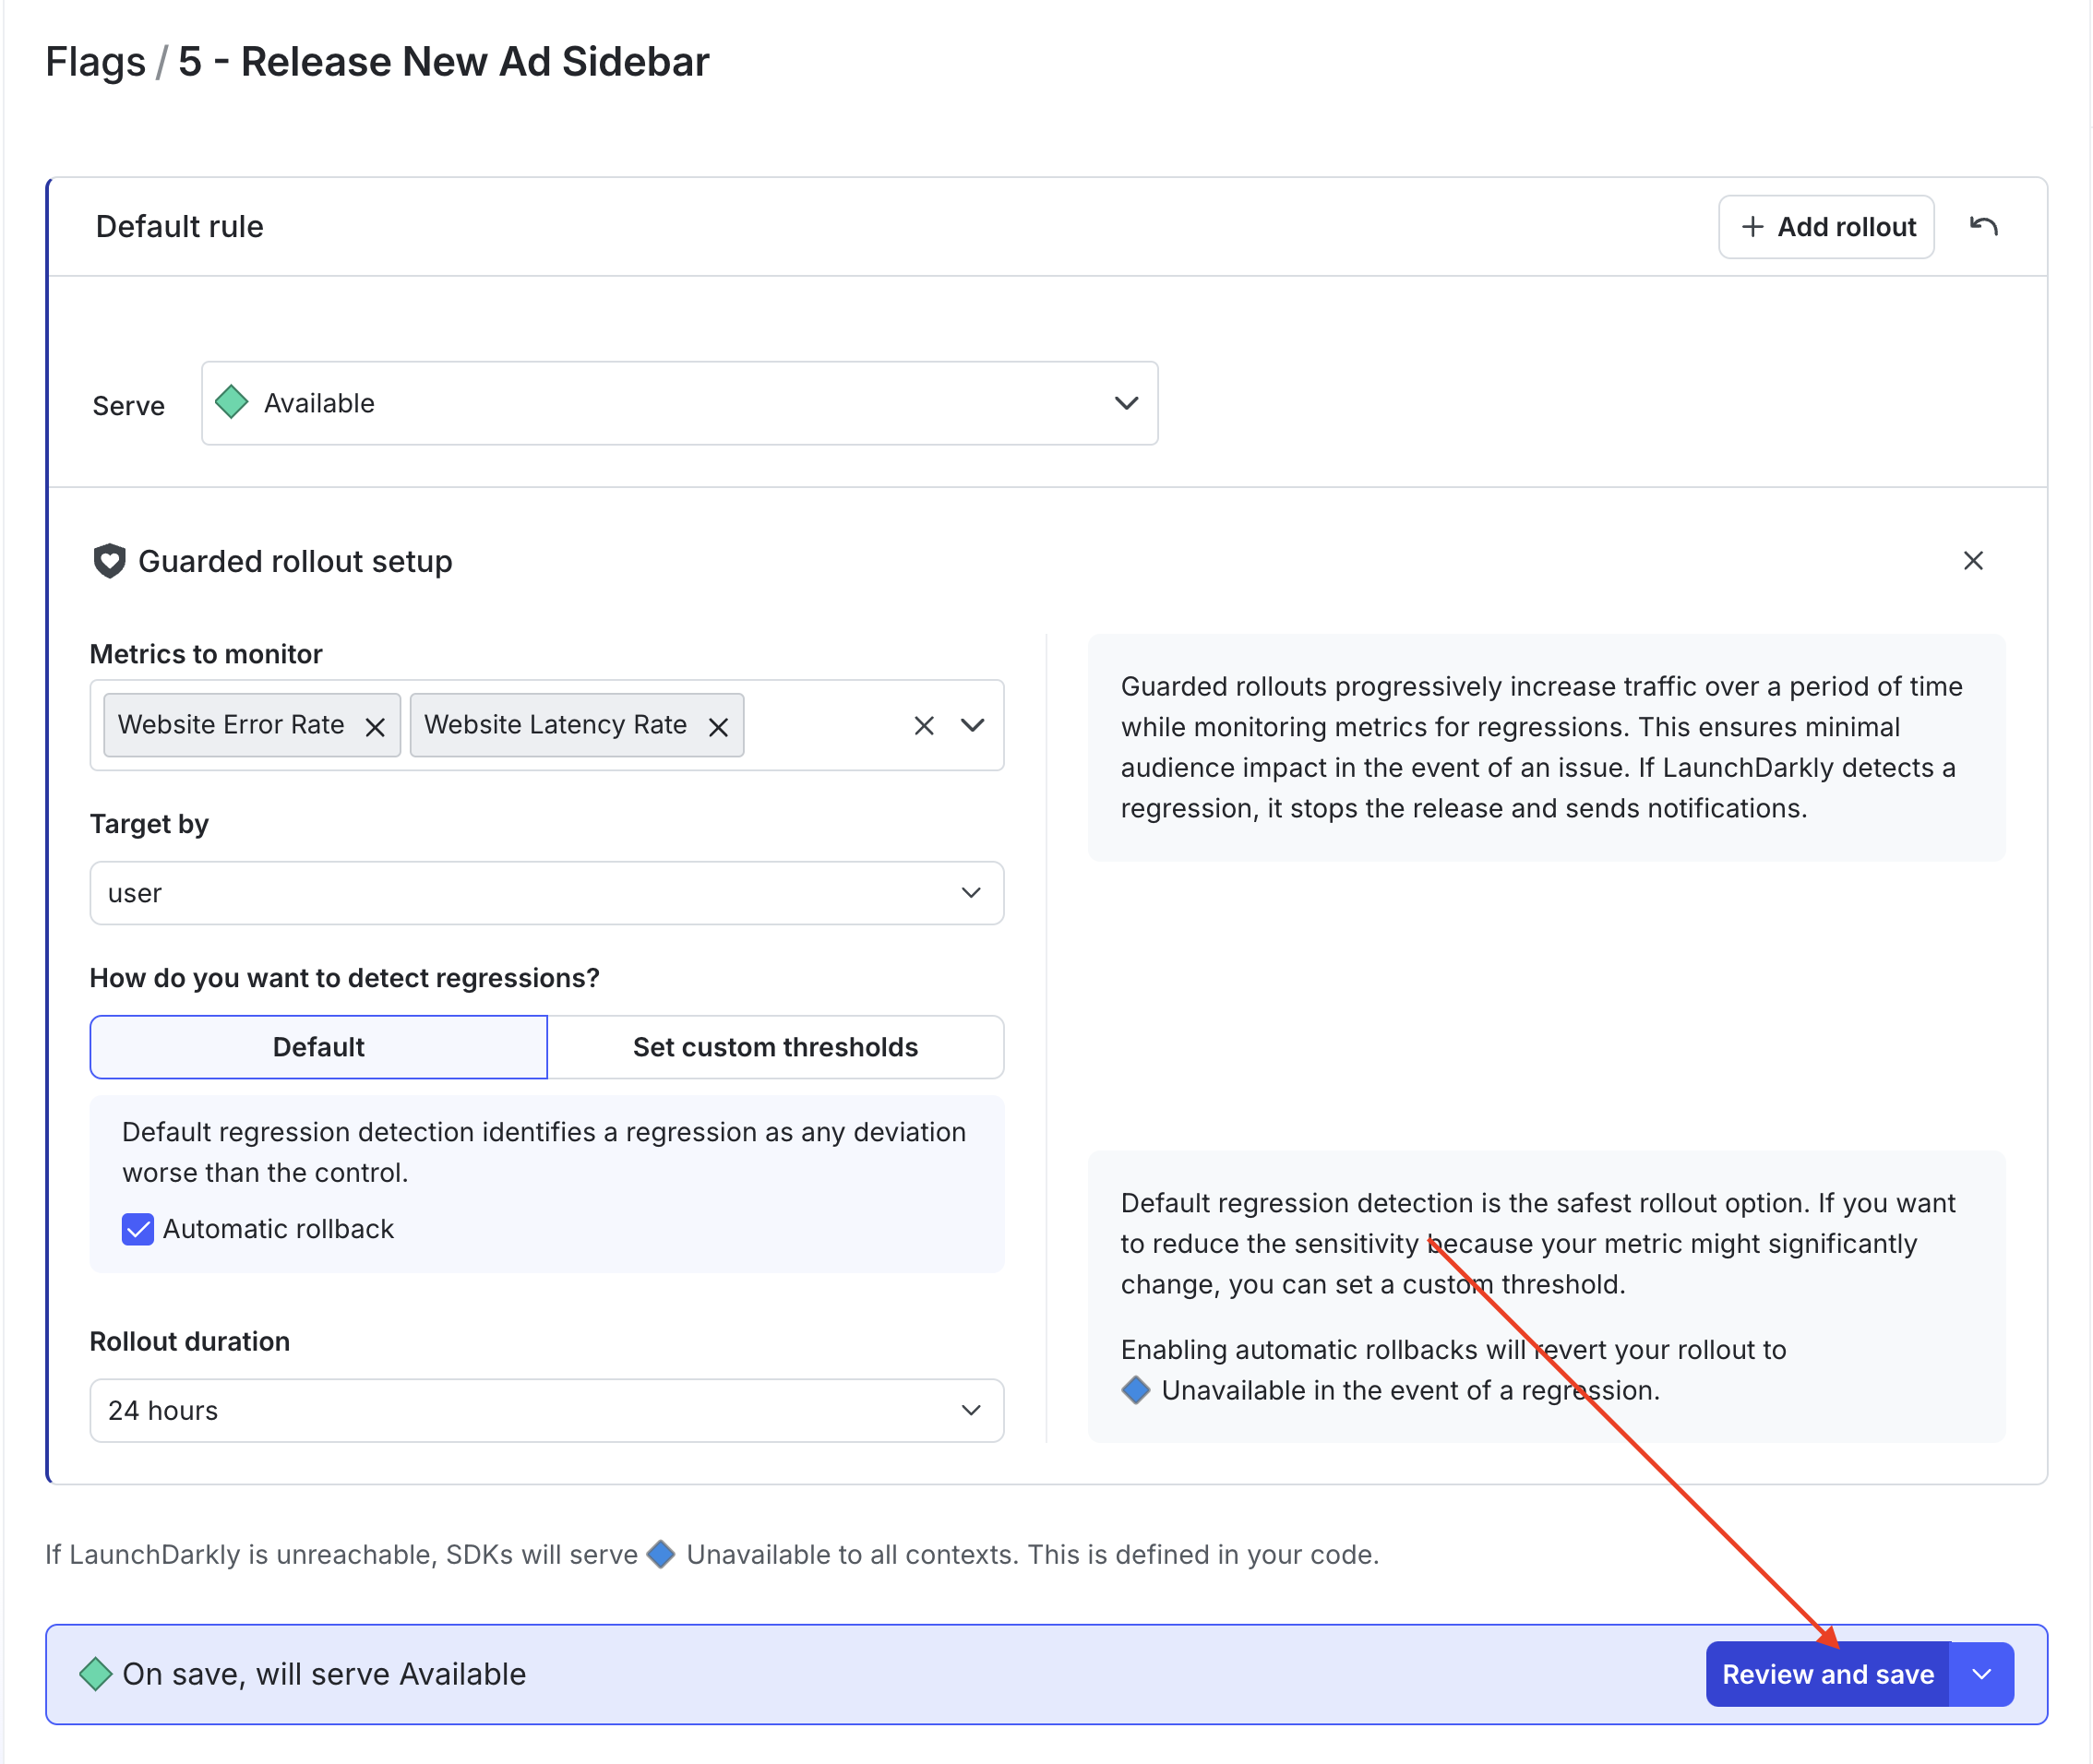 Flags / 5 - Release New Ad Sidebar
Default rule
+ Add rollout
Serve
Available
Guarded rollout setup
Metrics to monitor
Website Error Rate
Website Latency Rate
Target by
user
How do you want to detect regressions?
Default
Set custom thresholds
Default regression detection identifies a regression as any deviation
worse than the control.
Automatic rollback
Rollout duration
24 hours
Guarded rollouts progressively increase traffic over a period of time
while monitoring metrics for regressions. This ensures minimal
audience impact in the event of an issue. If LaunchDarkly detects a
regression, it stops the release and sends notifications.
Default regression detection is the safest rollout option. If you want
to reduce the sensitivity because your metric might significantly
change, you can set a custom threshold.
Enabling automatic rollbacks will revert your rollout to
Unavailable in the event of a regression.
If LaunchDarkly is unreachable, SDKs will serve Unavailable to all contexts. This is defined in your code.
On save, will serve Available
Review and save